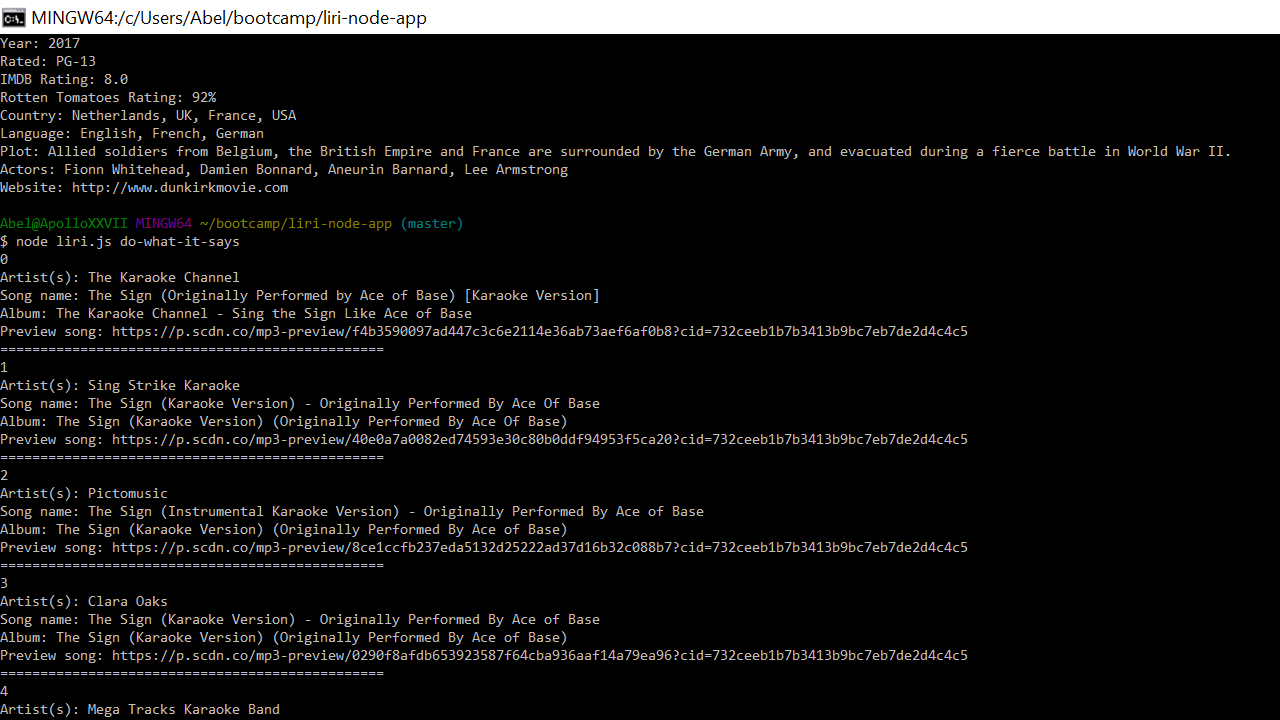 MINGW64:/c/Users/Abel/bootcamp/liri-node-app
Year: 2017
Rated: PG-13
IMDB Rating: 8.0
Rotten Tomatoes Rating: 92%
Country: Netherlands, UK, France, USA
Language: English, French, German
Plot: Allied soldiers from Belgium, the British Empire and France are surrounded by the German Army, and evacuated during a fierce battle in World War II.
Actors: Fionn Whitehead, Damien Bonnard, Aneurin Barnard, Lee Armstrong
Website: http://www.dunkirkmovie.com
Abel@ApolloXXVII MINGW64 ~/bootcamp/liri-node-app (master)
$ node liri.js do-what-it-says
0
Artist(s): The Karaoke Channel
Song name: The Sign (Originally Performed by Ace of Base) [Karaoke Version]
Album: The Karaoke Channel - Sing the Sign Like Ace of Base
Preview song: https://p.scdn.co/mp3-preview/f4b3590097ad447c3c6e2114e36ab73aef6af0b8?cid=732ceeb1b7b3413b9bc7eb7de2d4c4c5
================================================
1
Artist(s): Sing Strike Karaoke
Song name: The Sign (Karaoke Version) - Originally Performed By Ace Of Base
Album: The Sign (Karaoke Version) (Originally Performed By Ace Of Base)
Preview song: https://p.scdn.co/mp3-preview/40e0a7a0082ed74593e30c80b0ddf94953f5ca20?cid=732ceeb1b7b3413b9bc7eb7de2d4c4c5
================================================
2
Artist(s): Pictomusic
Song name: The Sign (Instrumental Karaoke Version) - Originally Performed By Ace of Base
Album: The Sign (Karaoke Version) (Originally Performed By Ace of Base)
Preview song: https://p.scdn.co/mp3-preview/8ce1ccfb237eda5132d25222ad37d16b32c088b7?cid=732ceeb1b7b3413b9bc7eb7de2d4c4c5
================================================
3
Artist(s): Clara Oaks
Song name: The Sign (Karaoke Version) - Originally Performed By Ace of Base
Album: The Sign (Karaoke Version) (Originally Performed By Ace of Base)
Preview song: https://p.scdn.co/mp3-preview/0290f8afdb653923587f64cba936aaf14a79ea96?cid=732ceeb1b7b3413b9bc7eb7de2d4c4c5
================================================
4
Artist(s): Mega Tracks Karaoke Band